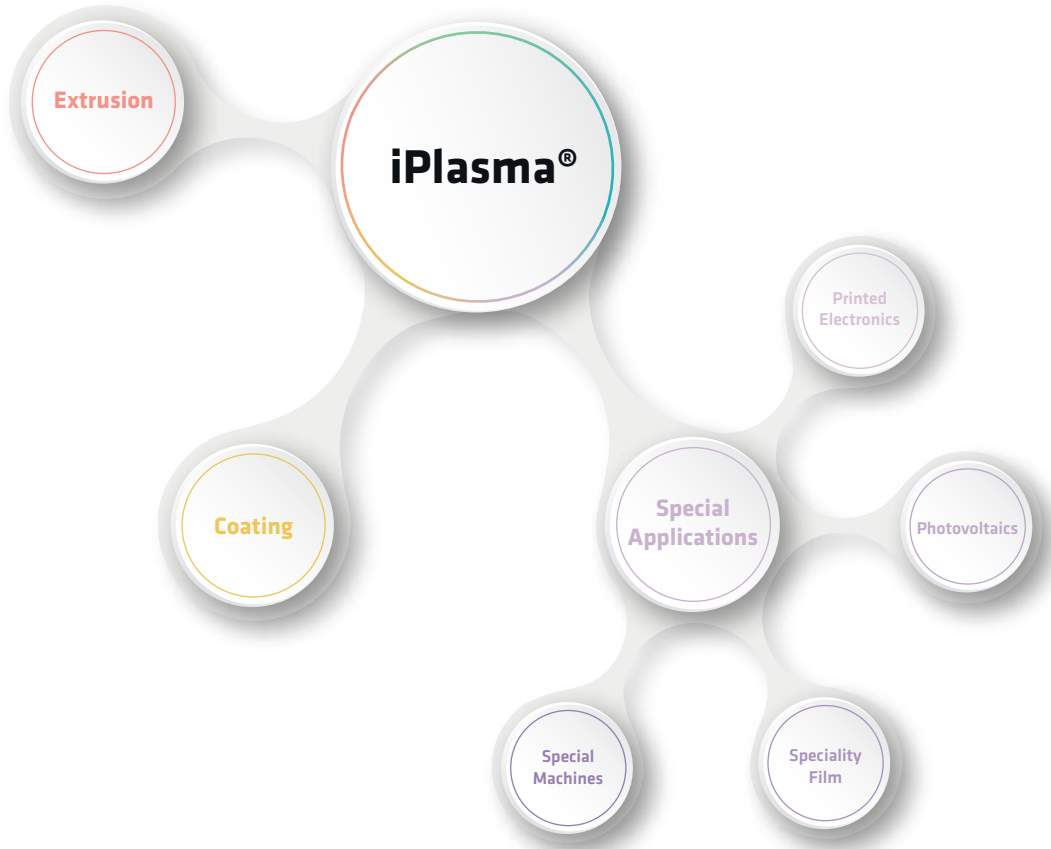 Extrusion
iPlasma®
Printed
Electronics
Coating
Special
Applications
Photovoltaics
Special
Machines
Speciality
Film